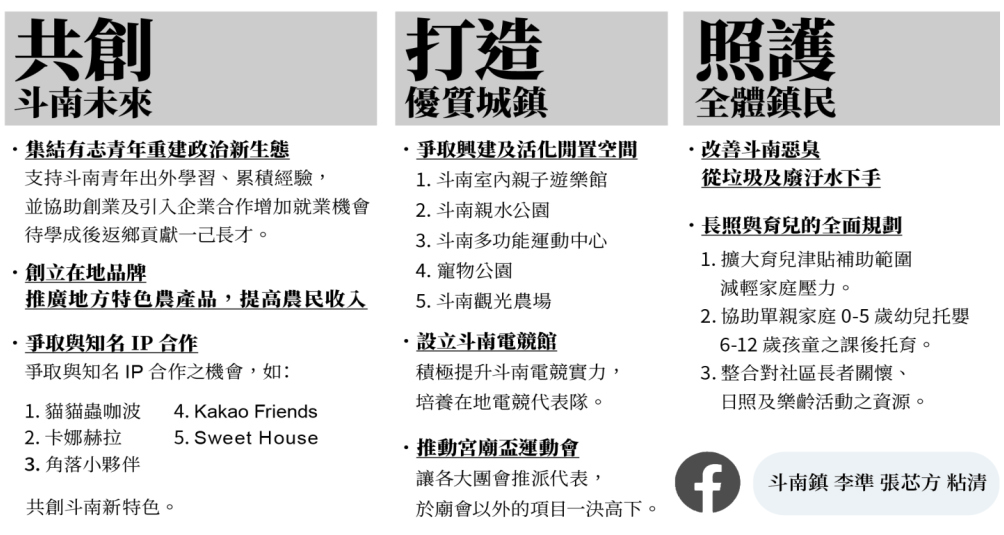 共創
斗南未來
・集結有志青年重建政治新生態
支持斗南青年出外學習、累積經驗，
並協助創業及引入企業合作增加就業機會
待學成後返鄉貢獻一己長才。
・創立在地品牌
推廣地方特色農產品，提高農民收入
・爭取與知名 IP 合作
爭取與知名 IP 合作之機會，如：
1. 貓貓蟲咖波
2. 卡娜赫拉
3. 角落小夥伴
4. Kakao Friends
5. Sweet House
共創斗南新特色。
打造
優質城鎮
・爭取興建及活化閒置空間
1. 斗南室內親子遊樂館
2. 斗南親水公園
3. 斗南多功能運動中心
4. 寵物公園
5. 斗南觀光農場
・設立斗南電競館
積極提升斗南電競實力，
培養在地電競代表隊。
・推動宮廟盃運動會
讓各大團會推派代表，
於廟會以外的項目一決高下。
照護
全體鎮民
・改善斗南惡臭
從垃圾及廢汙水下手
・長照與育兒的全面規劃
1. 擴大育兒津貼補助範圍
減輕家庭壓力。
2. 協助單親家庭 0-5 歲幼兒托嬰
6-12 歲孩童之課後托育。
3. 整合對社區長者關懷、
日照及樂齡活動之資源。
斗南鎮 李準 張芯方 粘清